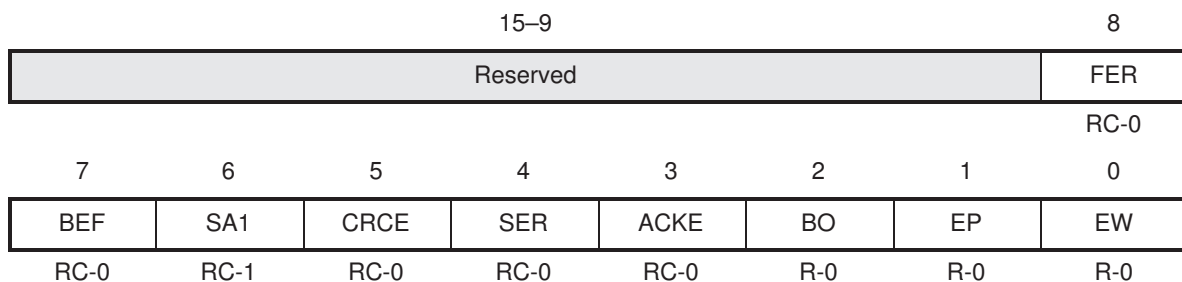 15–9 8
Reserved FER
RC-0
7 6 5 4 3 2 1 0
BEF SA1 CRCE SER ACKE BO EP EW
RC-0 RC-1 RC-0 RC-0 RC-0 R-0 R-0 R-0